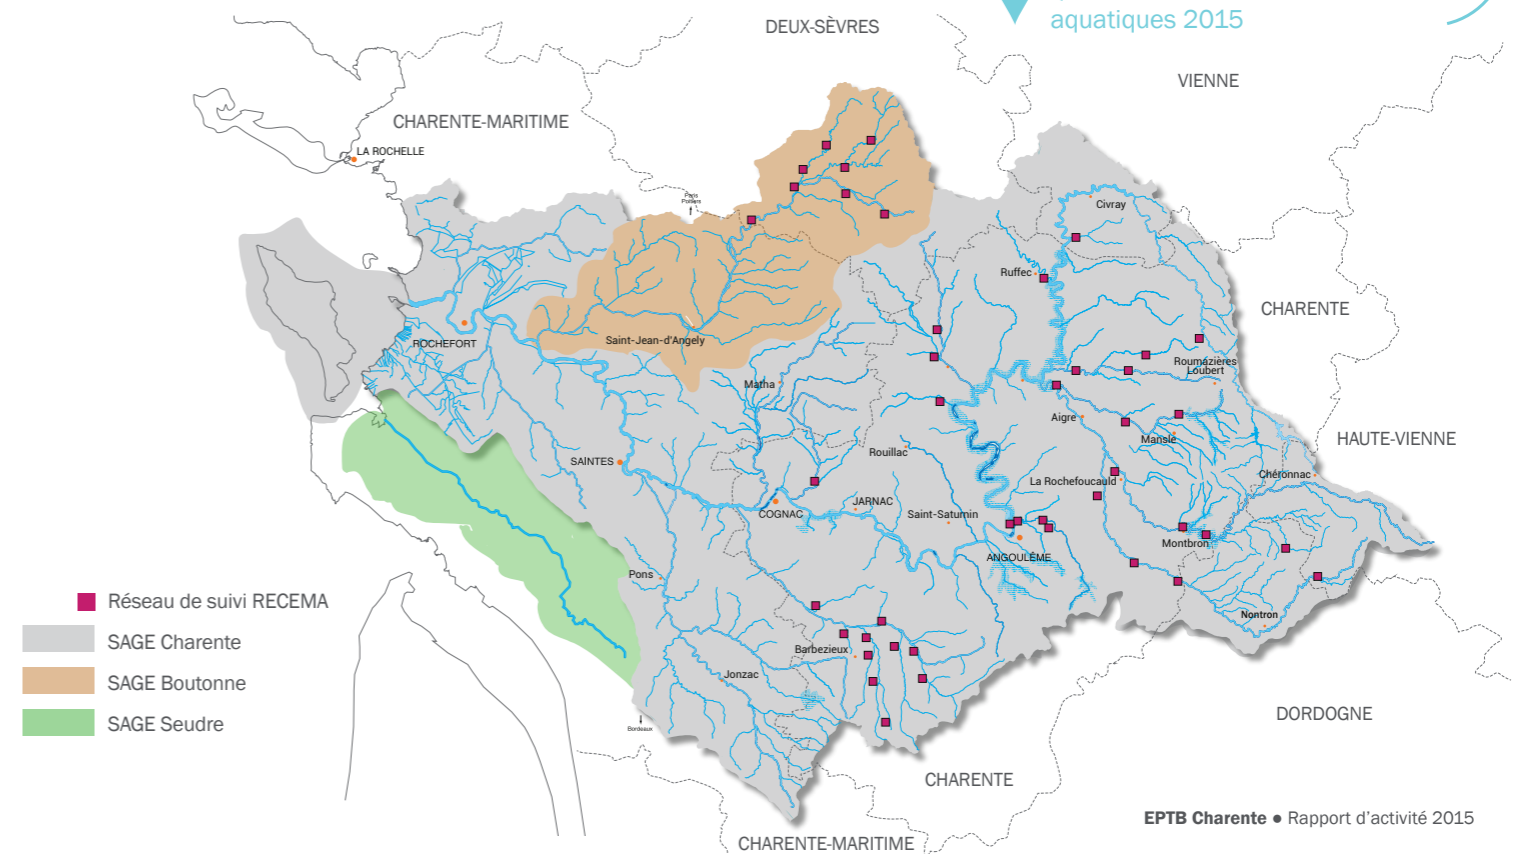 aquatiques 2015
DEUX-SÈVRES
VIENNE
CHARENTE-MARITIME
LA ROCHELLE
Paris
Poitiers
Civray
Ruffec
CHARENTE
ROCHEFORT
Saint-Jean-d'Angely
Roumazières
Loubert
Matha
Aigre
Mansle
HAUTE-VIENNE
Rouillac
SAINTES
Chéronnac
La Rochefoucauld
JARNAC
COGNAC
Saint-Saturnin
Montbron
ANGOULÊME
Pons
Réseau de suivi RECEMA
Nontron
SAGE Charente
Barbezieux
Jonzac
SAGE Boutonne
DORDOGNE
SAGE Seudre
Bordeaux
CHARENTE
EPTB Charente ● Rapport d'activité 2015
CHARENTE-MARITIME